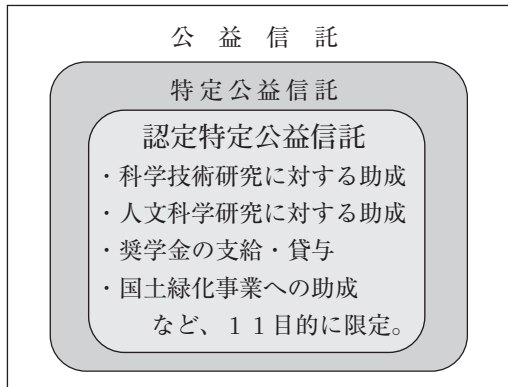 公益信託
特定公益信託
認定特定公益信託
・科学技術研究に対する助成
・人文科学研究に対する助成
・奨学金の支給・貸与
・国土緑化事業への助成
など、１１目的に限定。